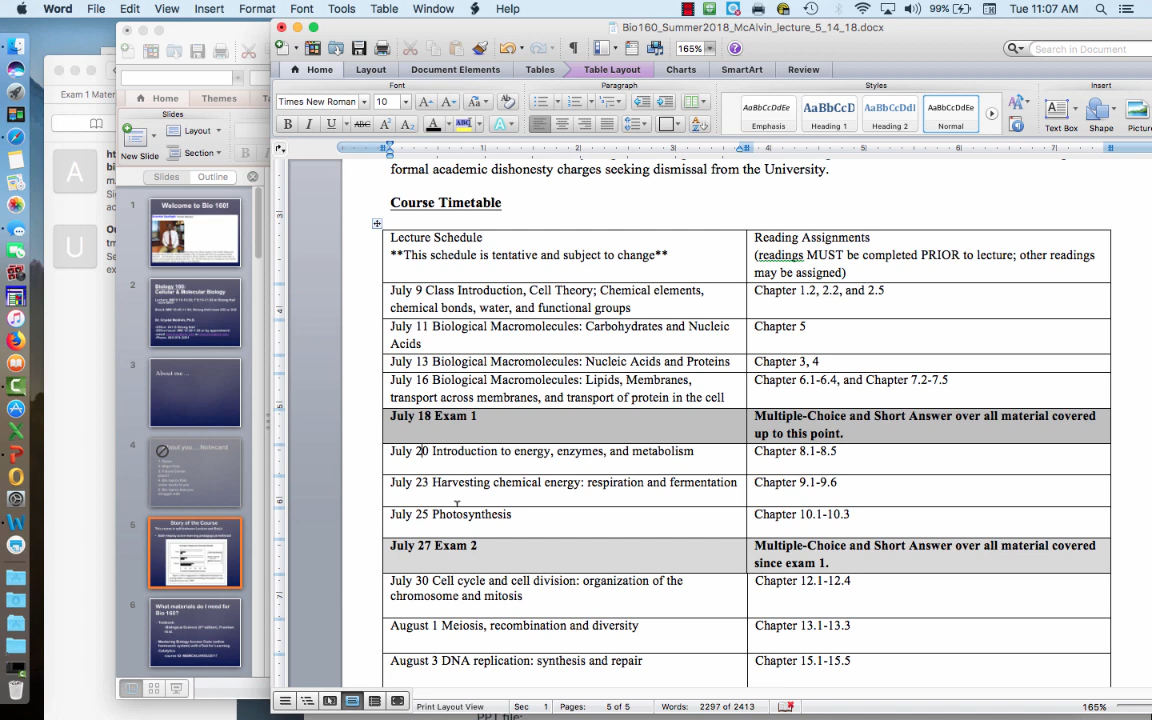 Word File Edit View Insert Format Font Tools Table Window Help 99% Tue 11:07 AM
Bio160_Summer2018_McAlvin_lecture_5_14_18.docx
165% Search in Document
Home Layout Document Elements Tables Table Layout Charts SmartArt Review
Font Paragraph Styles Insert
Times New Roman 10
AaBbCcDdEe AaBbCcD AaBbCcDdI AaBbCcDdEe
Emphasis Heading 1 Heading 2 Normal Text Box Shape Picture
Exam 1 Mater
Home Themes
Slides
New Slide Layout Section
Slides Outline
formal academic dishonesty charges seeking dismissal from the University.
Course Timetable
Lecture Schedule
**This schedule is tentative and subject to change**
Reading Assignments
(readings MUST be completed PRIOR to lecture; other readings
may be assigned)
July 9 Class Introduction, Cell Theory; Chemical elements,
chemical bonds, water, and functional groups
Chapter 1.2, 2.2, and 2.5
July 11 Biological Macromolecules: Carbohydrates and Nucleic
Acids
Chapter 5
July 13 Biological Macromolecules: Nucleic Acids and Proteins
Chapter 3, 4
July 16 Biological Macromolecules: Lipids, Membranes,
transport across membranes, and transport of protein in the cell
Chapter 6.1-6.4, and Chapter 7.2-7.5
July 18 Exam 1
Multiple-Choice and Short Answer over all material covered
up to this point.
July 20 Introduction to energy, enzymes, and metabolism
Chapter 8.1-8.5
July 23 Harvesting chemical energy: respiration and fermentation
Chapter 9.1-9.6
July 25 Photosynthesis
Chapter 10.1-10.3
July 27 Exam 2
Multiple-Choice and Short Answer over all material covered
since exam 1.
July 30 Cell cycle and cell division: organization of the
chromosome and mitosis
Chapter 12.1-12.4
August 1 Meiosis, recombination and diversity
Chapter 13.1-13.3
August 3 DNA replication: synthesis and repair
Chapter 15.1-15.5
1
Welcome to Bio 160!
2
Biology 160:
Cellular & Molecular Biology
3
About me ...
4
5
Story of the Course
6
What materials do I need for
Bio 160?
A
U
Print Layout View Sec 1 Pages: 5 of 5 Words: 2297 of 2413 165%
PPT file: